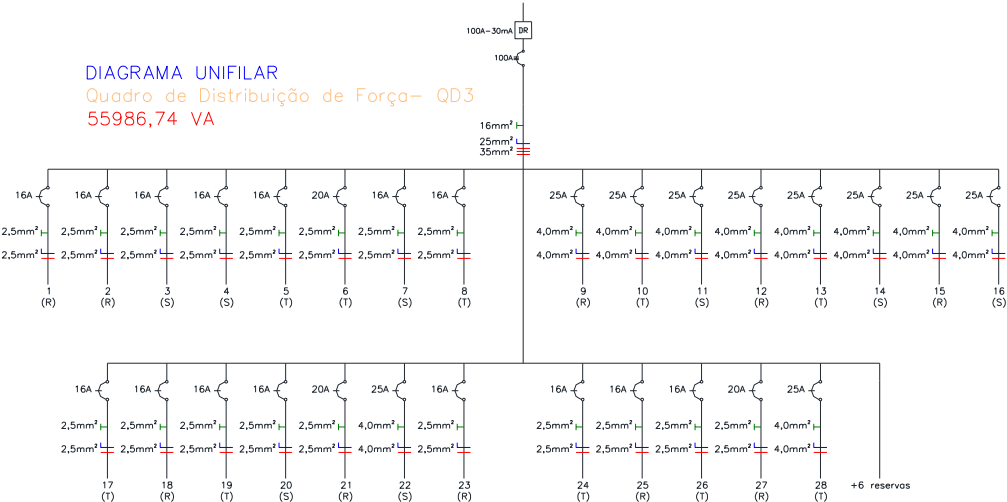 100A-30mA DR
100A
DIAGRAMA UNIFILAR
Quadro de Distribuição de Força- QD3
55986,74 VA
16mm²
25mm²
35mm²
16A 16A 16A 16A 16A 20A 16A 16A 25A 25A 25A 25A 25A 25A 25A 25A
2,5mm² 2,5mm² 2,5mm² 2,5mm² 2,5mm² 2,5mm² 2,5mm² 2,5mm² 4,0mm² 4,0mm² 4,0mm² 4,0mm² 4,0mm² 4,0mm² 4,0mm² 4,0mm²
2,5mm² 2,5mm² 2,5mm² 2,5mm² 2,5mm² 2,5mm² 2,5mm² 2,5mm² 4,0mm² 4,0mm² 4,0mm² 4,0mm² 4,0mm² 4,0mm² 4,0mm² 4,0mm²
1 2 3 4 5 6 7 8 9 10 11 12 13 14 15 16
(R) (R) (S) (S) (T) (T) (S) (T) (R) (T) (S) (R) (T) (S) (R) (S)
16A 16A 16A 16A 20A 25A 16A 16A 16A 16A 20A 25A
2,5mm² 2,5mm² 2,5mm² 2,5mm² 2,5mm² 4,0mm² 2,5mm² 2,5mm² 2,5mm² 2,5mm² 2,5mm² 4,0mm²
2,5mm² 2,5mm² 2,5mm² 2,5mm² 2,5mm² 4,0mm² 2,5mm² 2,5mm² 2,5mm² 2,5mm² 2,5mm² 4,0mm²
17 18 19 20 21 22 23 24 25 26 27 28 +6 reservas
(T) (R) (T) (S) (R) (S) (R) (T) (R) (T) (R) (T)